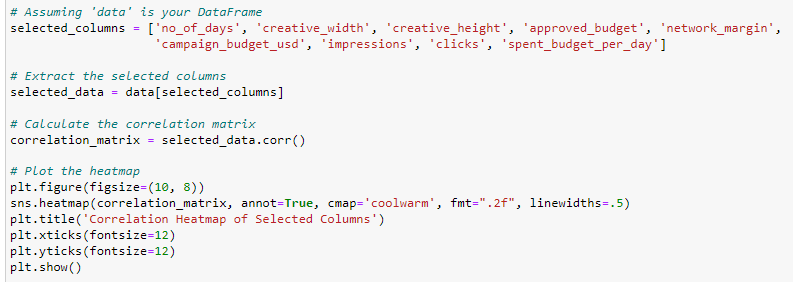 # Assuming 'data' is your DataFrame
selected_columns = ['no_of_days', 'creative_width', 'creative_height', 'approved_budget', 'network_margin',
'campaign_budget_usd', 'impressions', 'clicks', 'spent_budget_per_day']
# Extract the selected columns
selected_data = data[selected_columns]
# Calculate the correlation matrix
correlation_matrix = selected_data.corr()
# Plot the heatmap
plt.figure(figsize=(10, 8))
sns.heatmap(correlation_matrix, annot=True, cmap='coolwarm', fmt=".2f", linewidths=.5)
plt.title('Correlation Heatmap of Selected Columns')
plt.xticks(fontsize=12)
plt.yticks(fontsize=12)
plt.show()